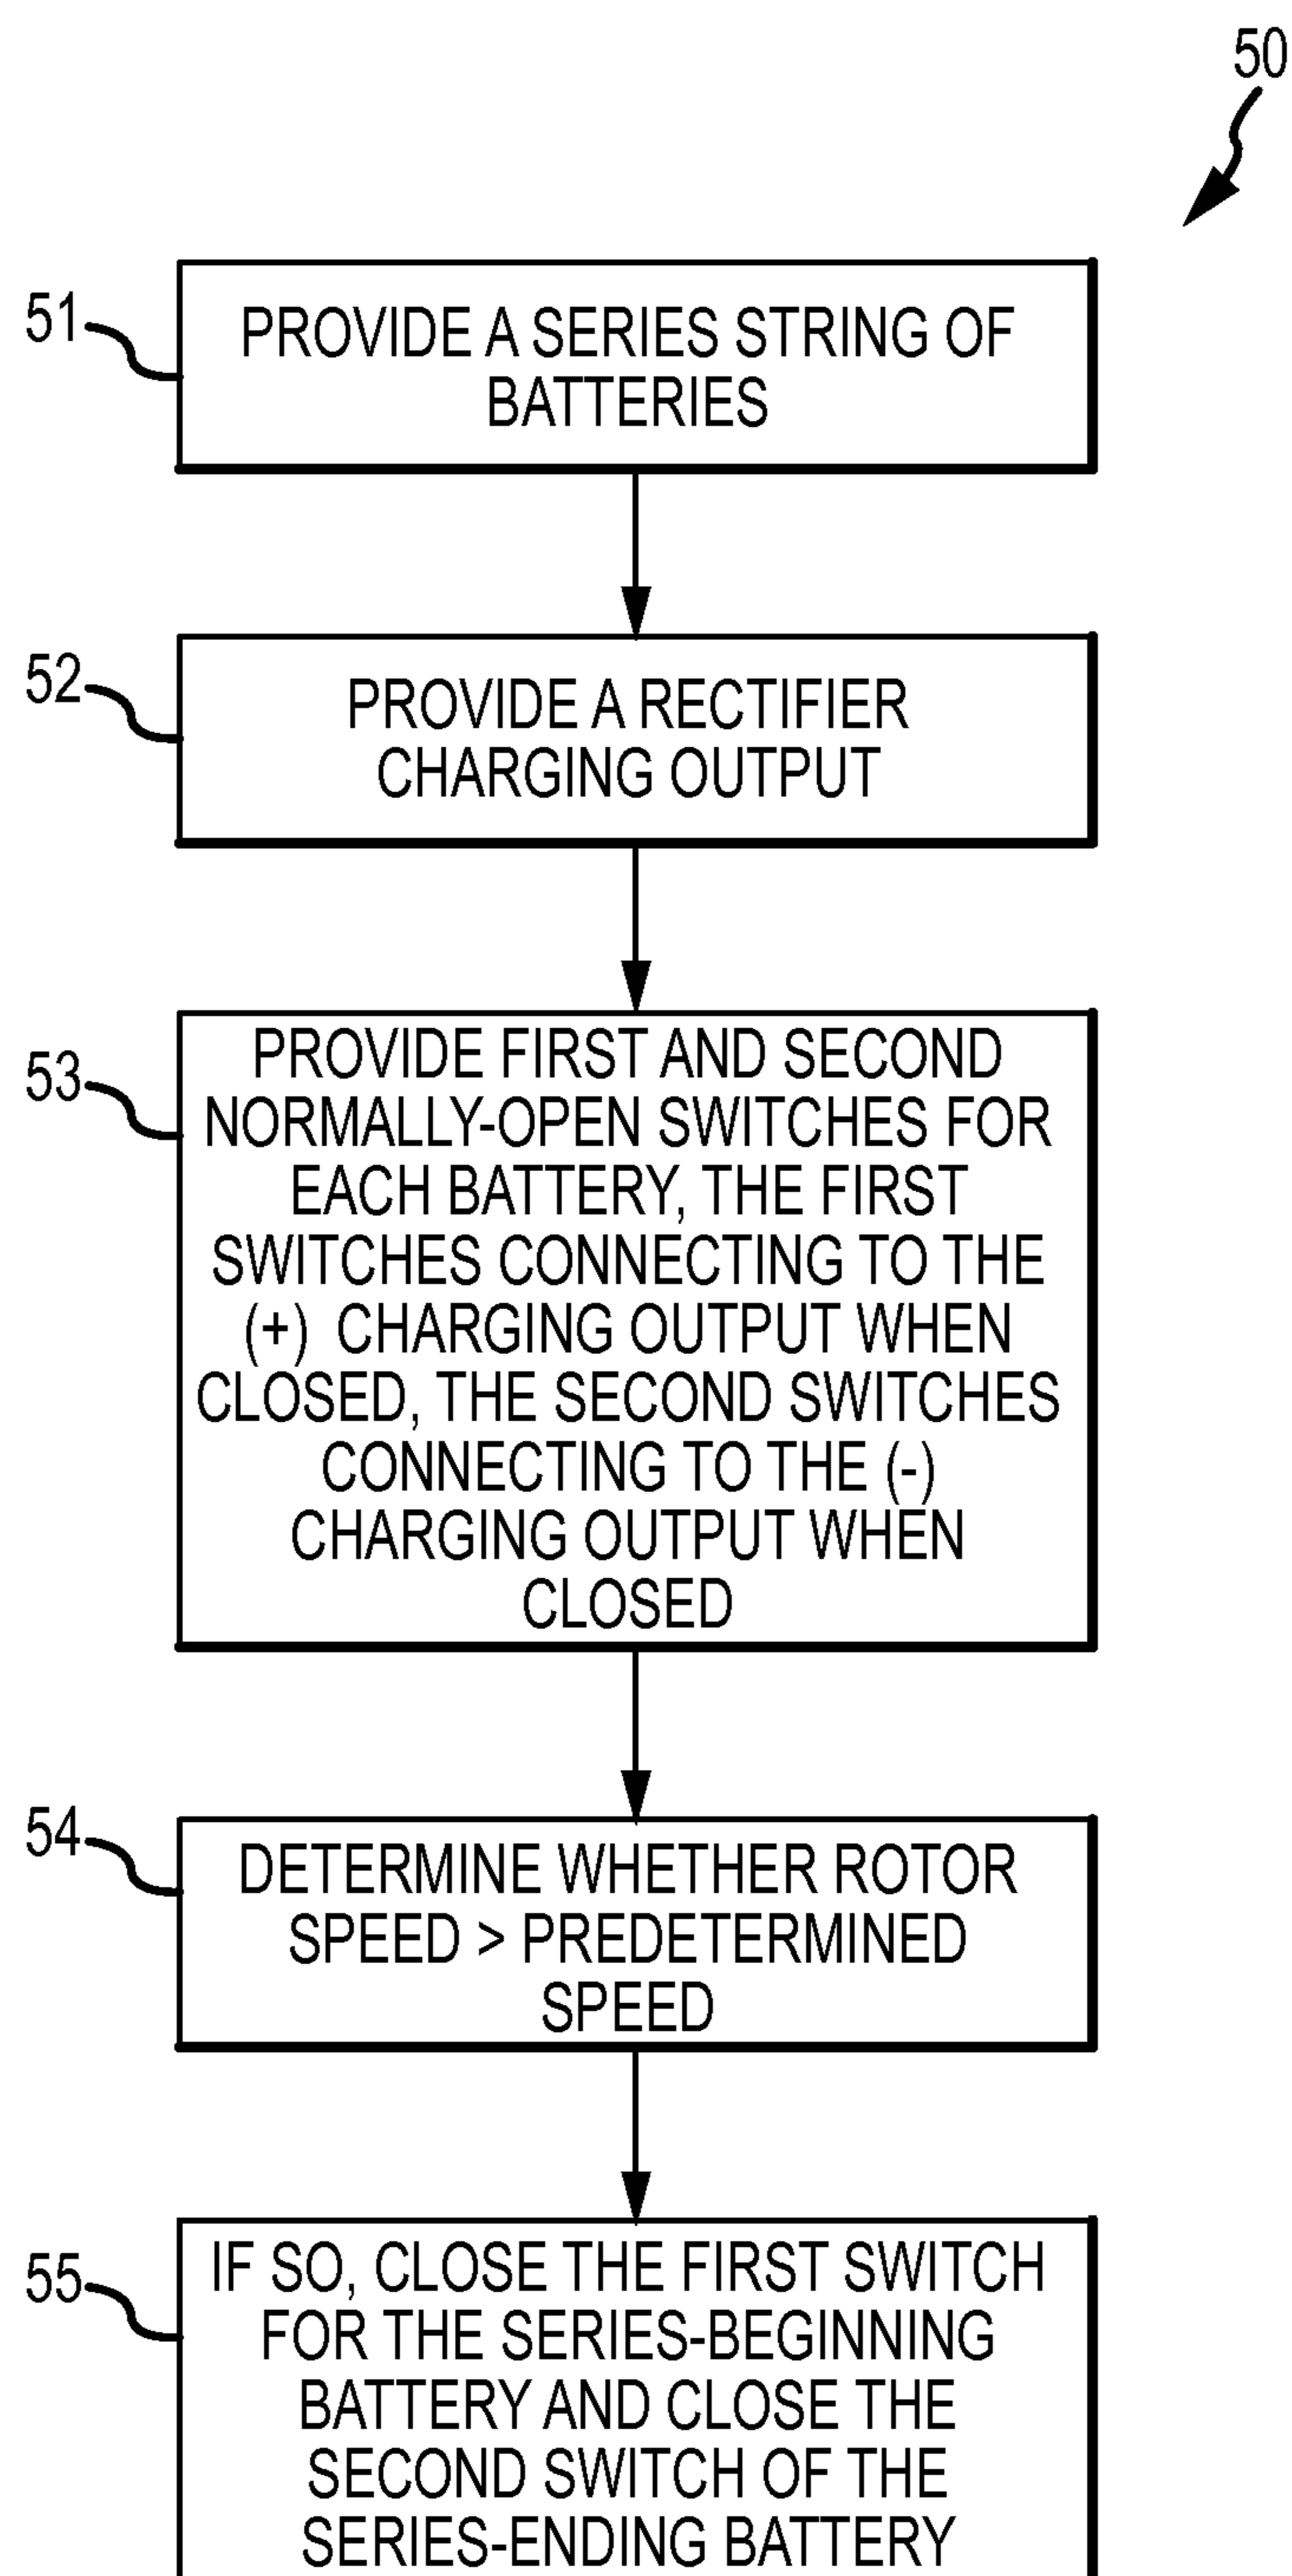 50
51
PROVIDE A SERIES STRING OF
BATTERIES
52
PROVIDE A RECTIFIER
CHARGING OUTPUT
53
PROVIDE FIRST AND SECOND
NORMALLY-OPEN SWITCHES FOR
EACH BATTERY, THE FIRST
SWITCHES CONNECTING TO THE
(+) CHARGING OUTPUT WHEN
CLOSED, THE SECOND SWITCHES
CONNECTING TO THE (-)
CHARGING OUTPUT WHEN
CLOSED
54
DETERMINE WHETHER ROTOR
SPEED > PREDETERMINED
SPEED
55
IF SO, CLOSE THE FIRST SWITCH
FOR THE SERIES-BEGINNING
BATTERY AND CLOSE THE
SECOND SWITCH OF THE
SERIES-ENDING BATTERY